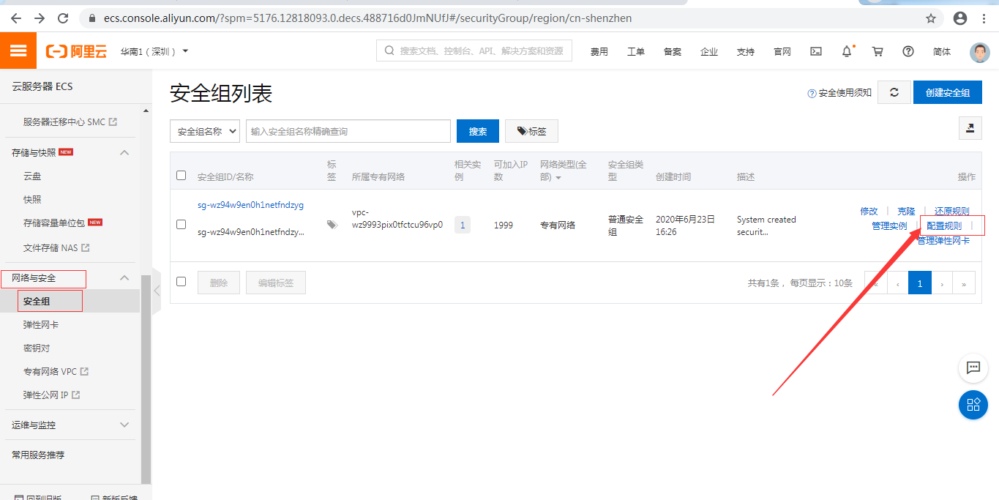 ecs.console.aliyun.com/?spm=5176.12818093.0.decs.488716d0JmNUfJ#/securityGroup/region/cn-shenzhen
阿里云
华南1（深圳）
搜索文档、控制台、API、解决方案和资源
费用
工单
备案
企业
支持
官网
简体
云服务器 ECS
服务器迁移中心 SMC
存储与快照 NEW
云盘
快照
存储容量单位包 NEW
文件存储 NAS
网络与安全
安全组
弹性网卡
密钥对
专有网络 VPC
弹性公网 IP
运维与监控
常用服务推荐
回到旧版
新版反馈
安全组列表
安全使用须知
创建安全组
安全组名称
输入安全组名称精确查询
搜索
标签
安全组ID/名称
标
签
所属专有网络
相关实
例
可加入IP
数
网络类型(全
部)
安全组类
型
创建时间
描述
操作
sg-wz94w9en0h1netfndzyg
sg-wz94w9en0h1netfndzy...
vpc-
wz9993pix0tfctcu96vp0
1
1999
专有网络
普通安全
组
2020年6月23日
16:26
System created
securit...
修改 | 克隆 | 还原规则
管理实例 | 配置规则 |
管理弹性网卡
删除
编辑标签
共有1条， 每页显示：10条
« ‹ 1 › »